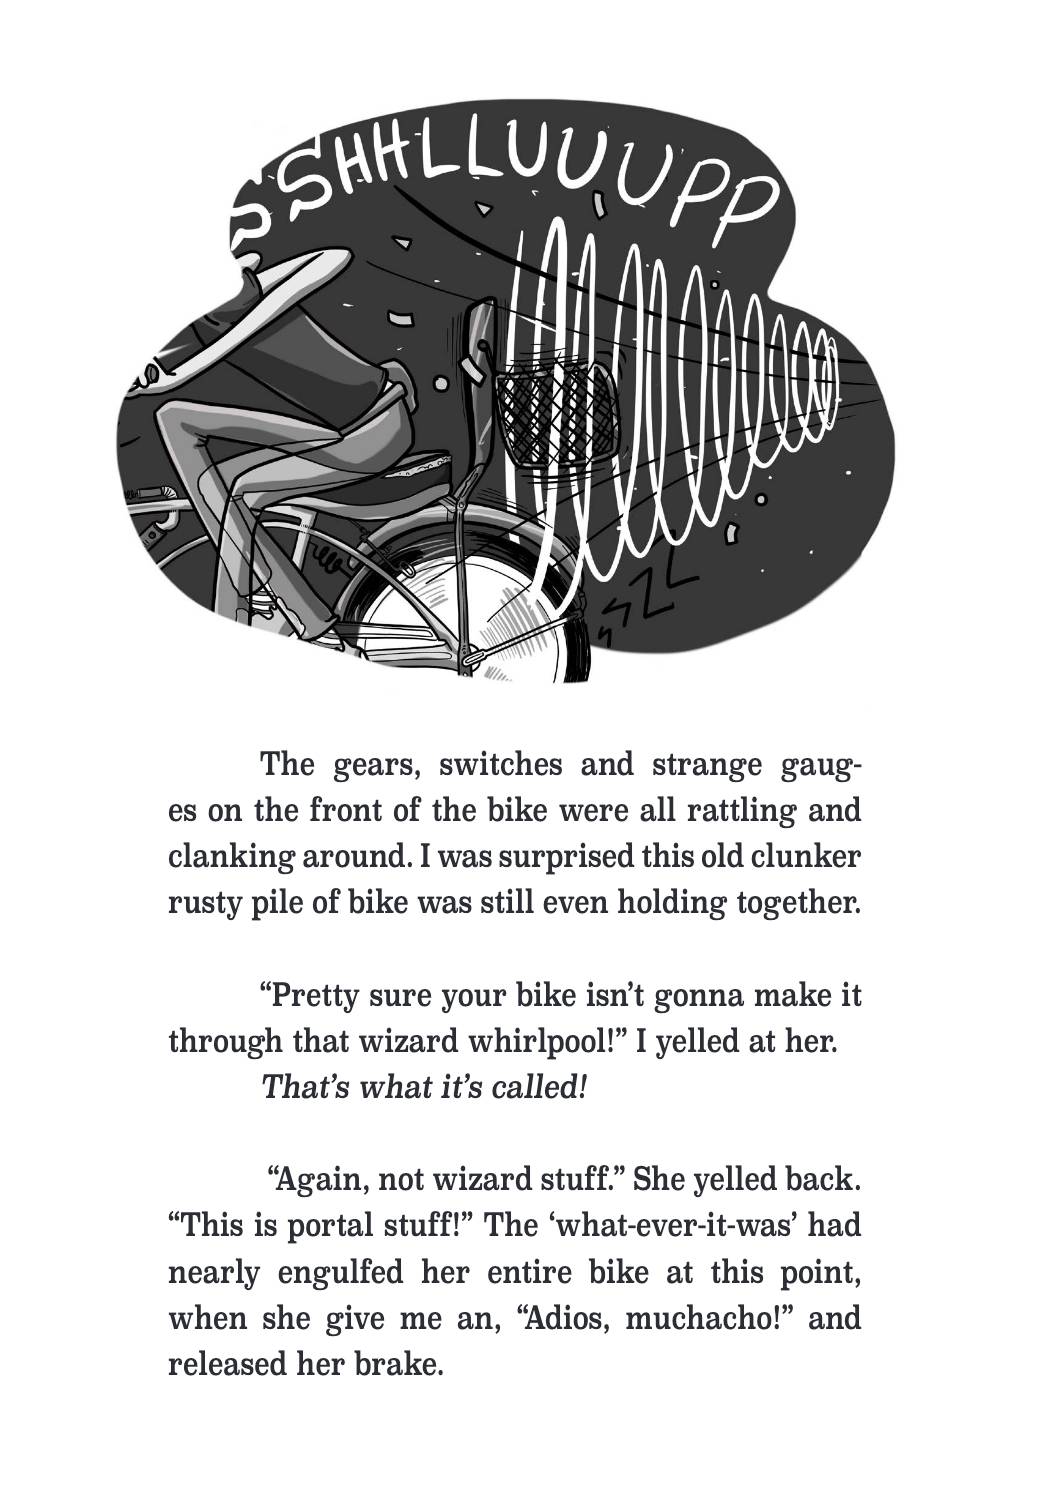 SSHHLLUUUPP
ZZZ
The gears, switches and strange gaug-
es on the front of the bike were all rattling and
clanking around. I was surprised this old clunker
rusty pile of bike was still even holding together.
“Pretty sure your bike isn’t gonna make it
through that wizard whirlpool!” I yelled at her.
That’s what it’s called!
“Again, not wizard stuff.” She yelled back.
“This is portal stuff!” The ‘what-ever-it-was’ had
nearly engulfed her entire bike at this point,
when she give me an, “Adios, muchacho!” and
released her brake.